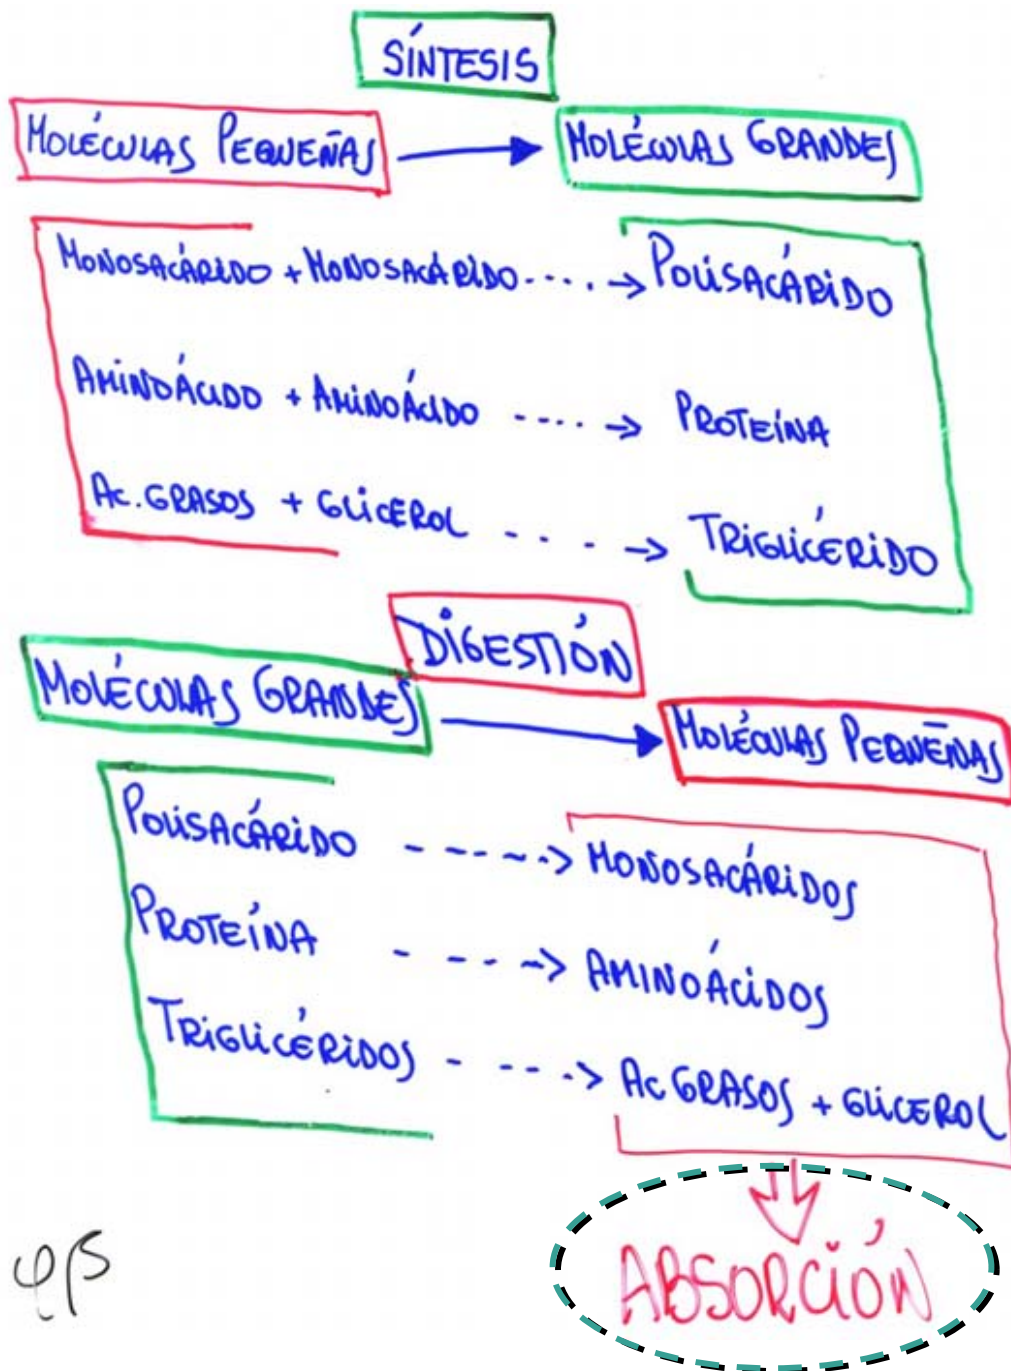 SÍNTESIS
MOLÉCULAS PEQUEÑAS → MOLÉCULAS GRANDES
MONOSACÁRIDO + MONOSACÁRIDO ----→ POLISACÁRIDO
AMINOÁCIDO + AMINOÁCIDO ----→ PROTEÍNA
AC. GRASOS + GLICEROL ----→ TRIGLICÉRIDO
DIGESTIÓN
MOLÉCULAS GRANDES → MOLÉCULAS PEQUEÑAS
POLISACÁRIDO ----→ MONOSACÁRIDOS
PROTEÍNA ----→ AMINOÁCIDOS
TRIGLICÉRIDOS ----→ AC GRASOS + GLICEROL
ABSORCIÓN